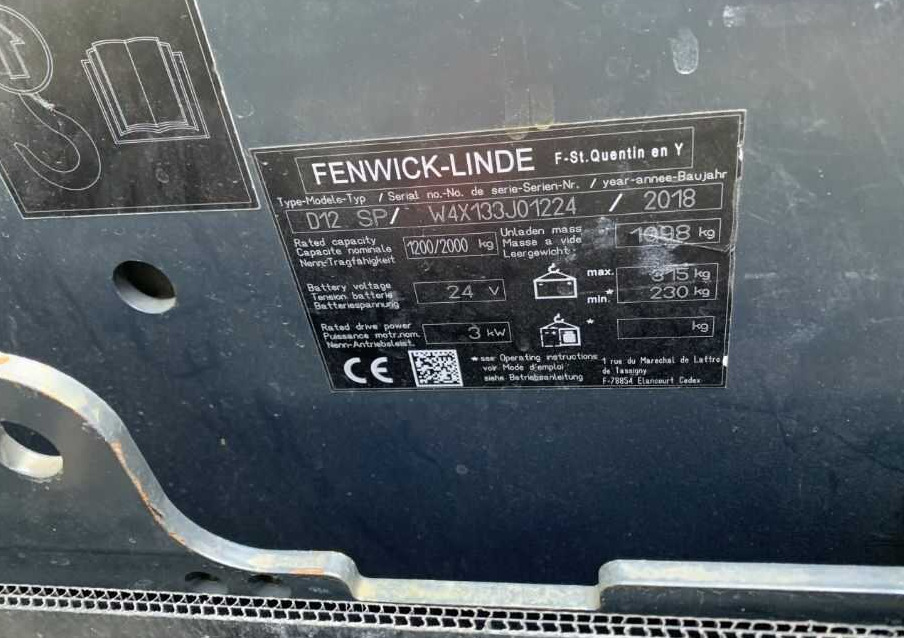 FENWICK-LINDE F-St.Quentin en Y
Type-Modele-Typ / Serial no.-No. de serie-Serien-Nr. / year-annee-Baujahr
D12 SP/ W4X133J01224 / 2018
Rated capacity
Capacite nominale
Nenn-Tragfähigkeit
1200/2000 kg
Unladen mass
Masse a vide
Leergewicht
1098 kg
Battery voltage
Tension batterie
Batteriespannung
24 V
max. 315 kg
min.* 230 kg
Rated drive power
Puissance motr.nom.
Nenn-Antriebsleist.
3 kW
* kg
CE
* see Operating instructions
voir Mode d'emploi
siehe Betriebsanleitung
1 rue du Marechal de Lattre
de Tassigny
F-78854 Elancourt Cedex